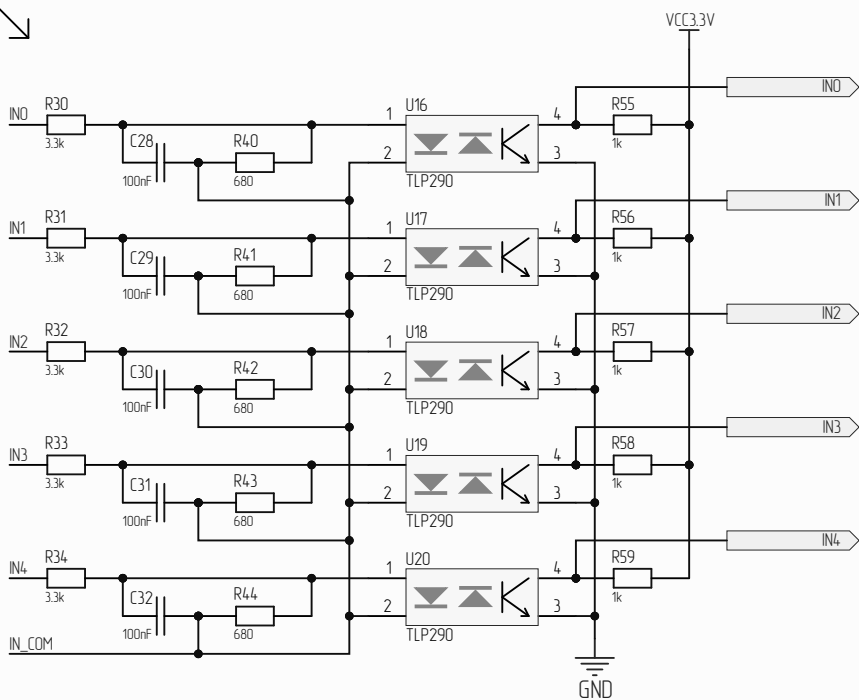 VCC3.3V
IN0
R30
3.3k
C28
100nF
R40
680
1
2
U16
TLP290
4
3
R55
1k
IN0
IN1
R31
3.3k
C29
100nF
R41
680
1
2
U17
TLP290
4
3
R56
1k
IN1
IN2
R32
3.3k
C30
100nF
R42
680
1
2
U18
TLP290
4
3
R57
1k
IN2
IN3
R33
3.3k
C31
100nF
R43
680
1
2
U19
TLP290
4
3
R58
1k
IN3
IN4
R34
3.3k
C32
100nF
R44
680
1
2
U20
TLP290
4
3
R59
1k
IN4
IN_COM
GND